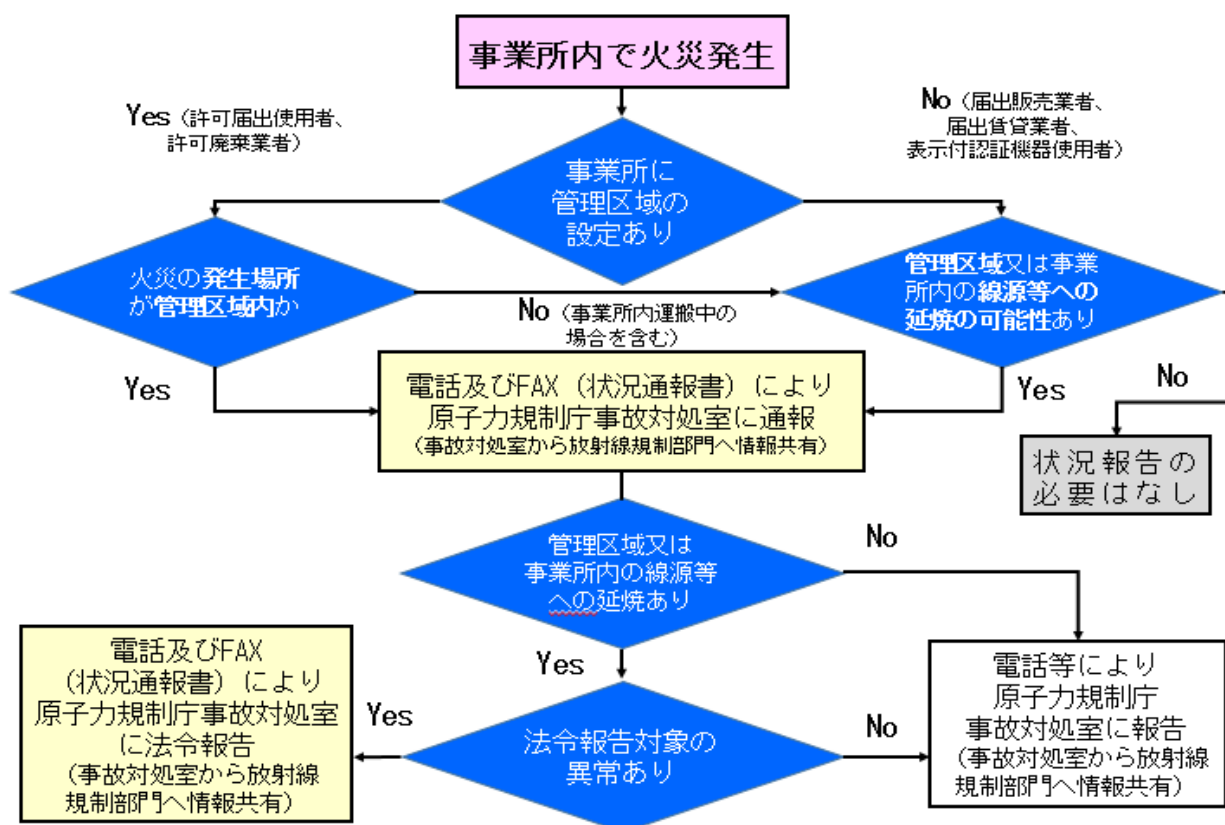 事業所内で火災発生
Yes（許可届出使用者、
許可廃棄業者）
No（届出販売業者、
届出賃貸業者、
表示付認証機器使用者）
事業所に
管理区域の
設定あり
火災の発生場所
が管理区域内か
No（事業所内運搬中の
場合を含む）
管理区域又は事業
所内の線源等への
延焼の可能性あり
Yes
電話及びFAX（状況通報書）により
原子力規制庁事故対処室に通報
（事故対処室から放射線規制部門へ情報共有）
Yes
No
状況報告の
必要はなし
管理区域又は
事業所内の線源等
への延焼あり
No
Yes
電話及びFAX
（状況通報書）により
原子力規制庁事故対処室
に法令報告
（事故対処室から放射線
規制部門へ情報共有）
Yes
法令報告対象の
異常あり
No
電話等により
原子力規制庁
事故対処室に報告
（事故対処室から放射線
規制部門へ情報共有）